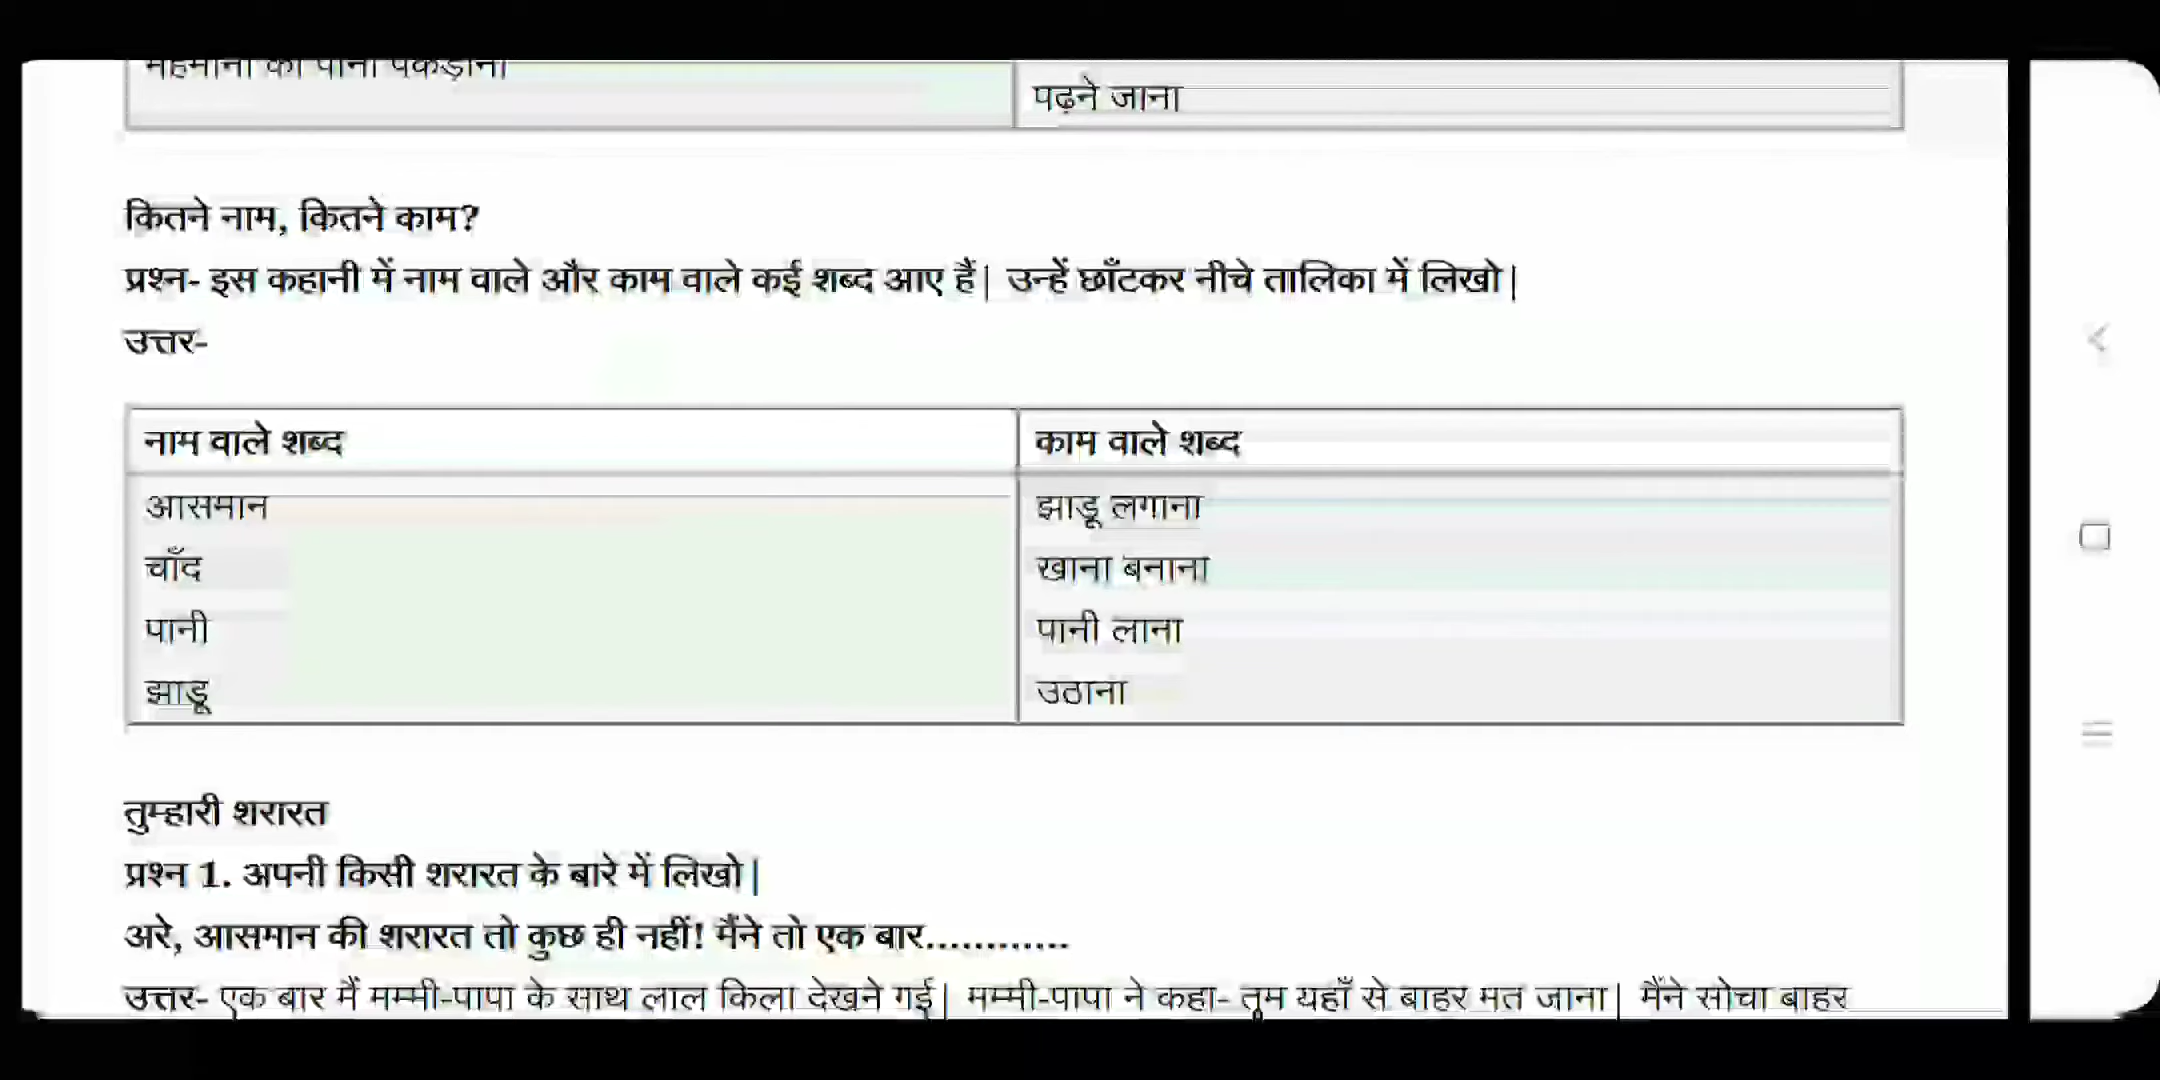 मेहमानों को पानी पकड़ाना
पढ़ने जाना
कितने नाम, कितने काम?
प्रश्न- इस कहानी में नाम वाले और काम वाले कई शब्द आए हैं| उन्हें छाँटकर नीचे तालिका में लिखो|
उत्तर-
नाम वाले शब्द काम वाले शब्द
आसमान झाडू लगाना
चाँद खाना बनाना
पानी पानी लाना
झाडू उठाना
तुम्हारी शरारत
प्रश्न 1. अपनी किसी शरारत के बारे में लिखो|
अरे, आसमान की शरारत तो कुछ ही नहीं! मैंने तो एक बार............
उत्तर- एक बार मैं मम्मी-पापा के साथ लाल किला देखने गई| मम्मी-पापा ने कहा- तुम यहाँ से बाहर मत जाना| मैंने सोचा बाहर